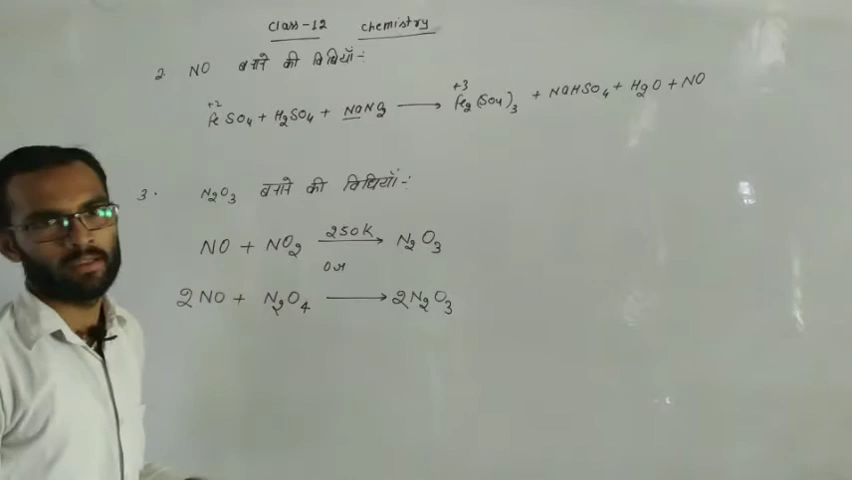 Class-12 Chemistry
2. NO बनाने की विधियाँ:-
+2 +3
FeSO4 + H2SO4 + NaNO2 ⟶ Fe2(SO4)3 + NaHSO4 + H2O + NO
3. N2O3 बनाने की विधियाँ:-
250K
NO + NO2 ⟶ N2O3
or
2NO + N2O4 ⟶ 2N2O3